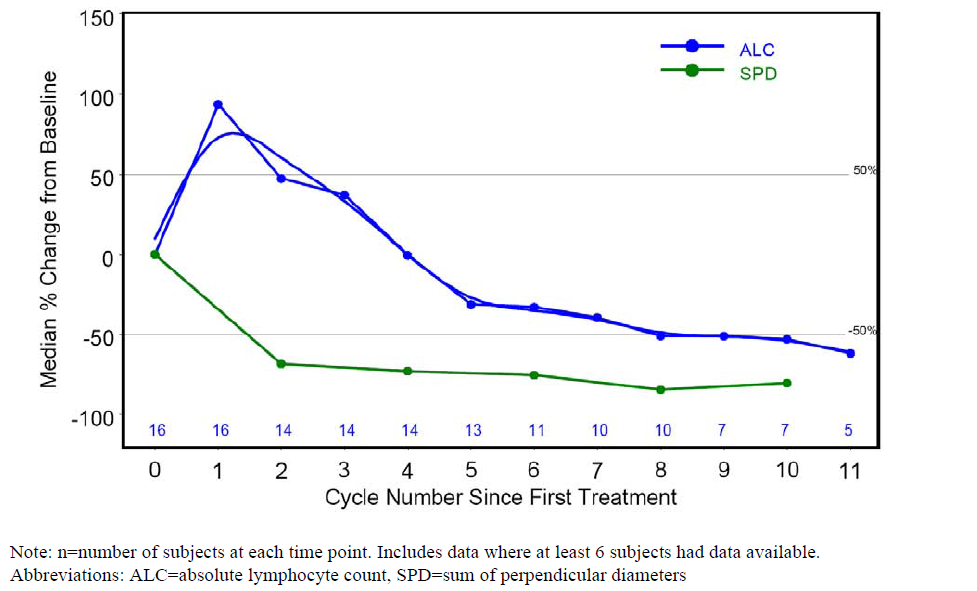 150
100
50
0
-50
-100
Median % Change from Baseline
ALC
SPD
50%
-50%
16 16 14 14 14 13 11 10 10 7 7 5
0 1 2 3 4 5 6 7 8 9 10 11
Cycle Number Since First Treatment
Note: n=number of subjects at each time point. Includes data where at least 6 subjects had data available.
Abbreviations: ALC=absolute lymphocyte count, SPD=sum of perpendicular diameters